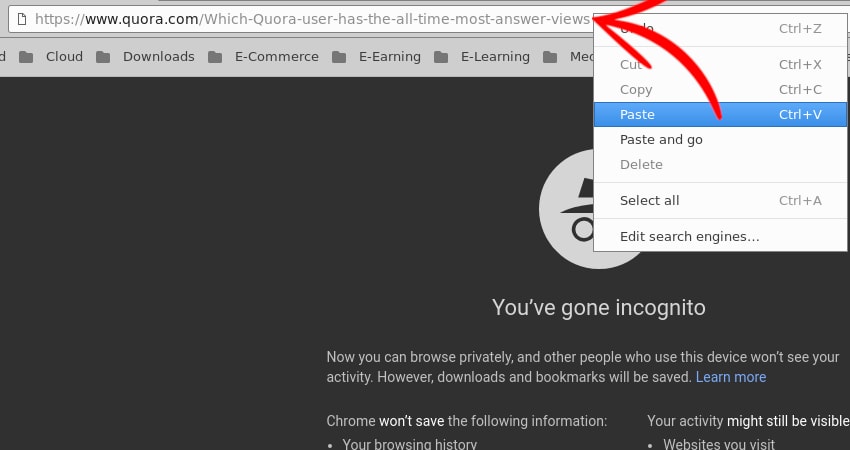 https://www.quora.com/Which-Quora-user-has-the-all-time-most-answer-views
d Cloud Downloads E-Commerce E-Earning E-Learning Med
Undo Ctrl+Z
Cut Ctrl+X
Copy Ctrl+C
Paste Ctrl+V
Paste and go
Delete
Select all Ctrl+A
Edit search engines...
You've gone incognito
Now you can browse privately, and other people who use this device won't see your
activity. However, downloads and bookmarks will be saved. Learn more
Chrome won't save the following information:
• Your browsing history
Your activity might still be visible
• Websites you visit